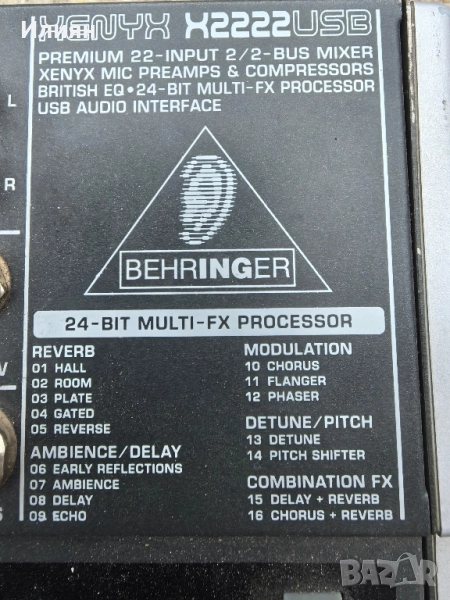 XENYX X2222USB
Илиян
PREMIUM 22-INPUT 2/2-BUS MIXER
XENYX MIC PREAMPS & COMPRESSORS
BRITISH EQ • 24-BIT MULTI-FX PROCESSOR
USB AUDIO INTERFACE
L
R
BEHRINGER
24-BIT MULTI-FX PROCESSOR
REVERB
01 HALL
02 ROOM
03 PLATE
04 GATED
05 REVERSE
AMBIENCE/DELAY
06 EARLY REFLECTIONS
07 AMBIENCE
08 DELAY
09 ECHO
MODULATION
10 CHORUS
11 FLANGER
12 PHASER
DETUNE/PITCH
13 DETUNE
14 PITCH SHIFTER
COMBINATION FX
15 DELAY + REVERB
16 CHORUS + REVERB
BAZAR.bg